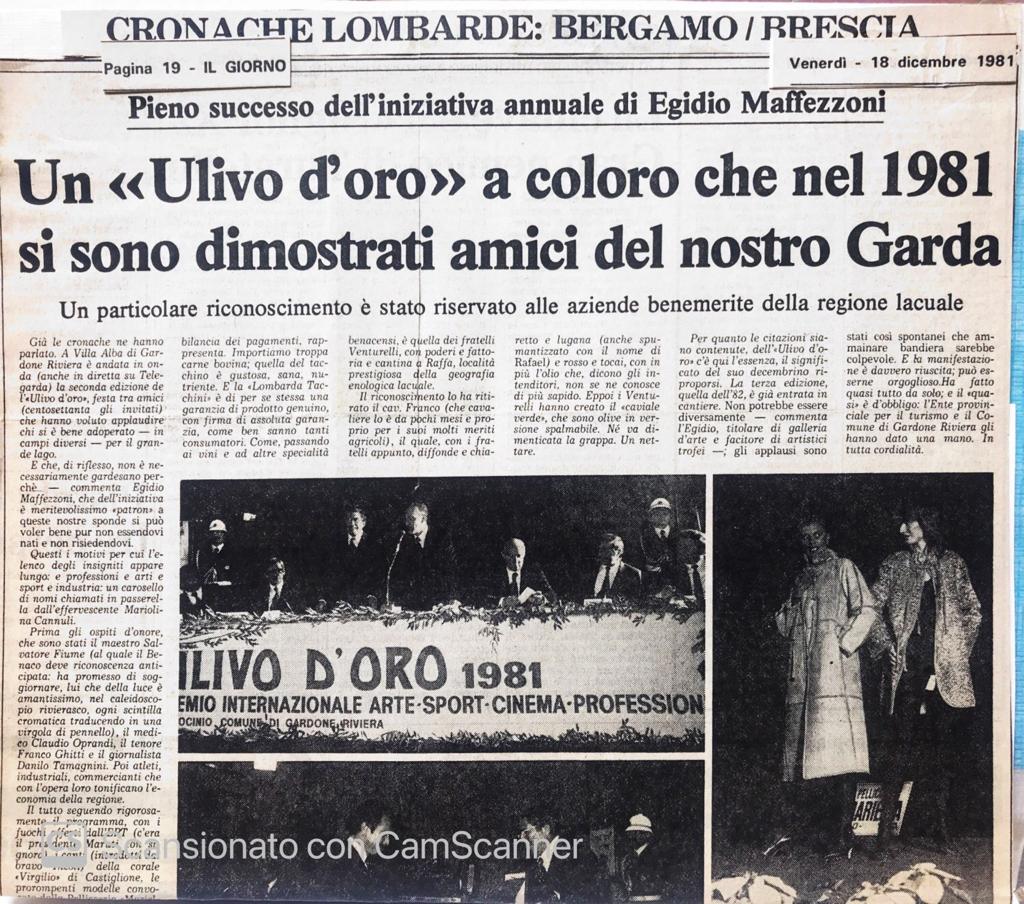 CRONACHE LOMBARDE: BERGAMO / BRESCIA
Pagina 19 - IL GIORNO
Venerdì - 18 dicembre 1981
Pieno successo dell'iniziativa annuale di Egidio Maffezzoni
Un «Ulivo d'oro» a coloro che nel 1981
si sono dimostrati amici del nostro Garda
Un particolare riconoscimento è stato riservato alle aziende benemerite della regione lacuale
Già le cronache ne hanno
parlato. A Villa Alba di Gar-
done Riviera è andata in on-
da (anche in diretta su Tele-
garda) la seconda edizione de
l'«Ulivo d'oro», festa tra amici
(centosettanta gli invitati)
che hanno voluto applaudire
chi si è bene adoperato — in
campi diversi — per il gran-
de lago.
E che, di riflesso, non è ne-
cessariamente gardesano per-
chè — commenta Egidio
Maffezzoni, che dell'iniziativa
è meritevolissimo «patron» a
queste nostre sponde si può
voler bene pur non essendovi
nati e non risiedendovi.
Questi i motivi per cui l'e-
lenco degli insigniti appare
lungo: e professioni e arti e
sport e industria: un carosello
di nomi chiamati in passerel-
la dall'effervescente Marioli-
na Cannuli.
Prima gli ospiti d'onore,
che sono stati il maestro Sal-
vatore Fiume (al quale il Be-
naco deve riconoscenza anti-
cipata: ha promesso di sog-
giornare, lui che della luce è
amantissimo, nel caleidosco-
pio rivierasco, ogni scintilla
cromatica traducendo in una
virgola di pennello), il medi-
co Claudio Oprandi, il tenore
Franco Ghitti e il giornalista
Danilo Tamagnini. Poi atleti,
industriali, commercianti che
con l'opera loro tonificano l'e-
conomia della regione.
Il tutto seguendo rigorosa-
mente il programma, con i
fuochi offerti dall'EPT (c'era
il presidente
gnora
bravo della corale
«Virgilio» di Castiglione, le
prorompenti modelle convo-
bilancia dei pagamenti, rap-
presenta. Importiamo troppa
carne bovina; quella del tac-
chino è gustosa, sana, nu-
triente. E la «Lombarda Tac-
chini» è di per se stessa una
garanzia di prodotto genuino,
con firma di assoluta garan-
zia, come ben sanno tanti
consumatori. Come, passando
ai vini e ad altre specialità
benacensi, è quella dei fratelli
Venturelli, con poderi e fatto-
ria e cantina a Raffa, località
prestigiosa della geografia
enologica lacuale.
Il riconoscimento lo ha riti-
rato il cav. Franco (che cava-
liere lo è da pochi mesi e pro-
prio per i suoi molti meriti
agricoli), il quale, con i fra-
telli appunto, diffonde e chia-
retto e lugana (anche spu-
mantizzato con il nome di
Rafael) e rosso e tocai, con in
più l'olio che, dicono gli in-
tenditori, non se ne conosce
di più sapido. Eppoi i Ventu-
relli hanno creato il «caviale
verde», che sono olive in ver-
sione spalmabile. Né va di-
menticata la grappa. Un net-
tare.
Per quanto le citazioni sia-
no contenute, dell'«Ulivo d'o-
ro» c'è qui l'essenza, il signifi-
cato del suo decembrino ri-
proporsi. La terza edizione,
quella dell'82, è già entrata in
cantiere. Non potrebbe essere
diversamente — commenta
l'Egidio, titolare di galleria
d'arte e facitore di artistici
trofei —; gli applausi sono
stati così spontanei che am-
mainare bandiera sarebbe
colpevole. E la manifestazio-
ne è davvero riuscita; può es-
serne orgoglioso.Ha fatto
quasi tutto da solo; e il «qua-
si» è d'obbligo: l'Ente provin-
ciale per il turismo e il Co-
mune di Gardone Riviera gli
hanno dato una mano. In
tutta cordialità.
ILIVO D'ORO 1981
EMIO INTERNAZIONALE ARTE-SPORT-CINEMA-PROFESSION
OCINIO COMUNE DI GARDONE RIVIERA
PELLICC
ARIE
CS Scansionato con CamScanner